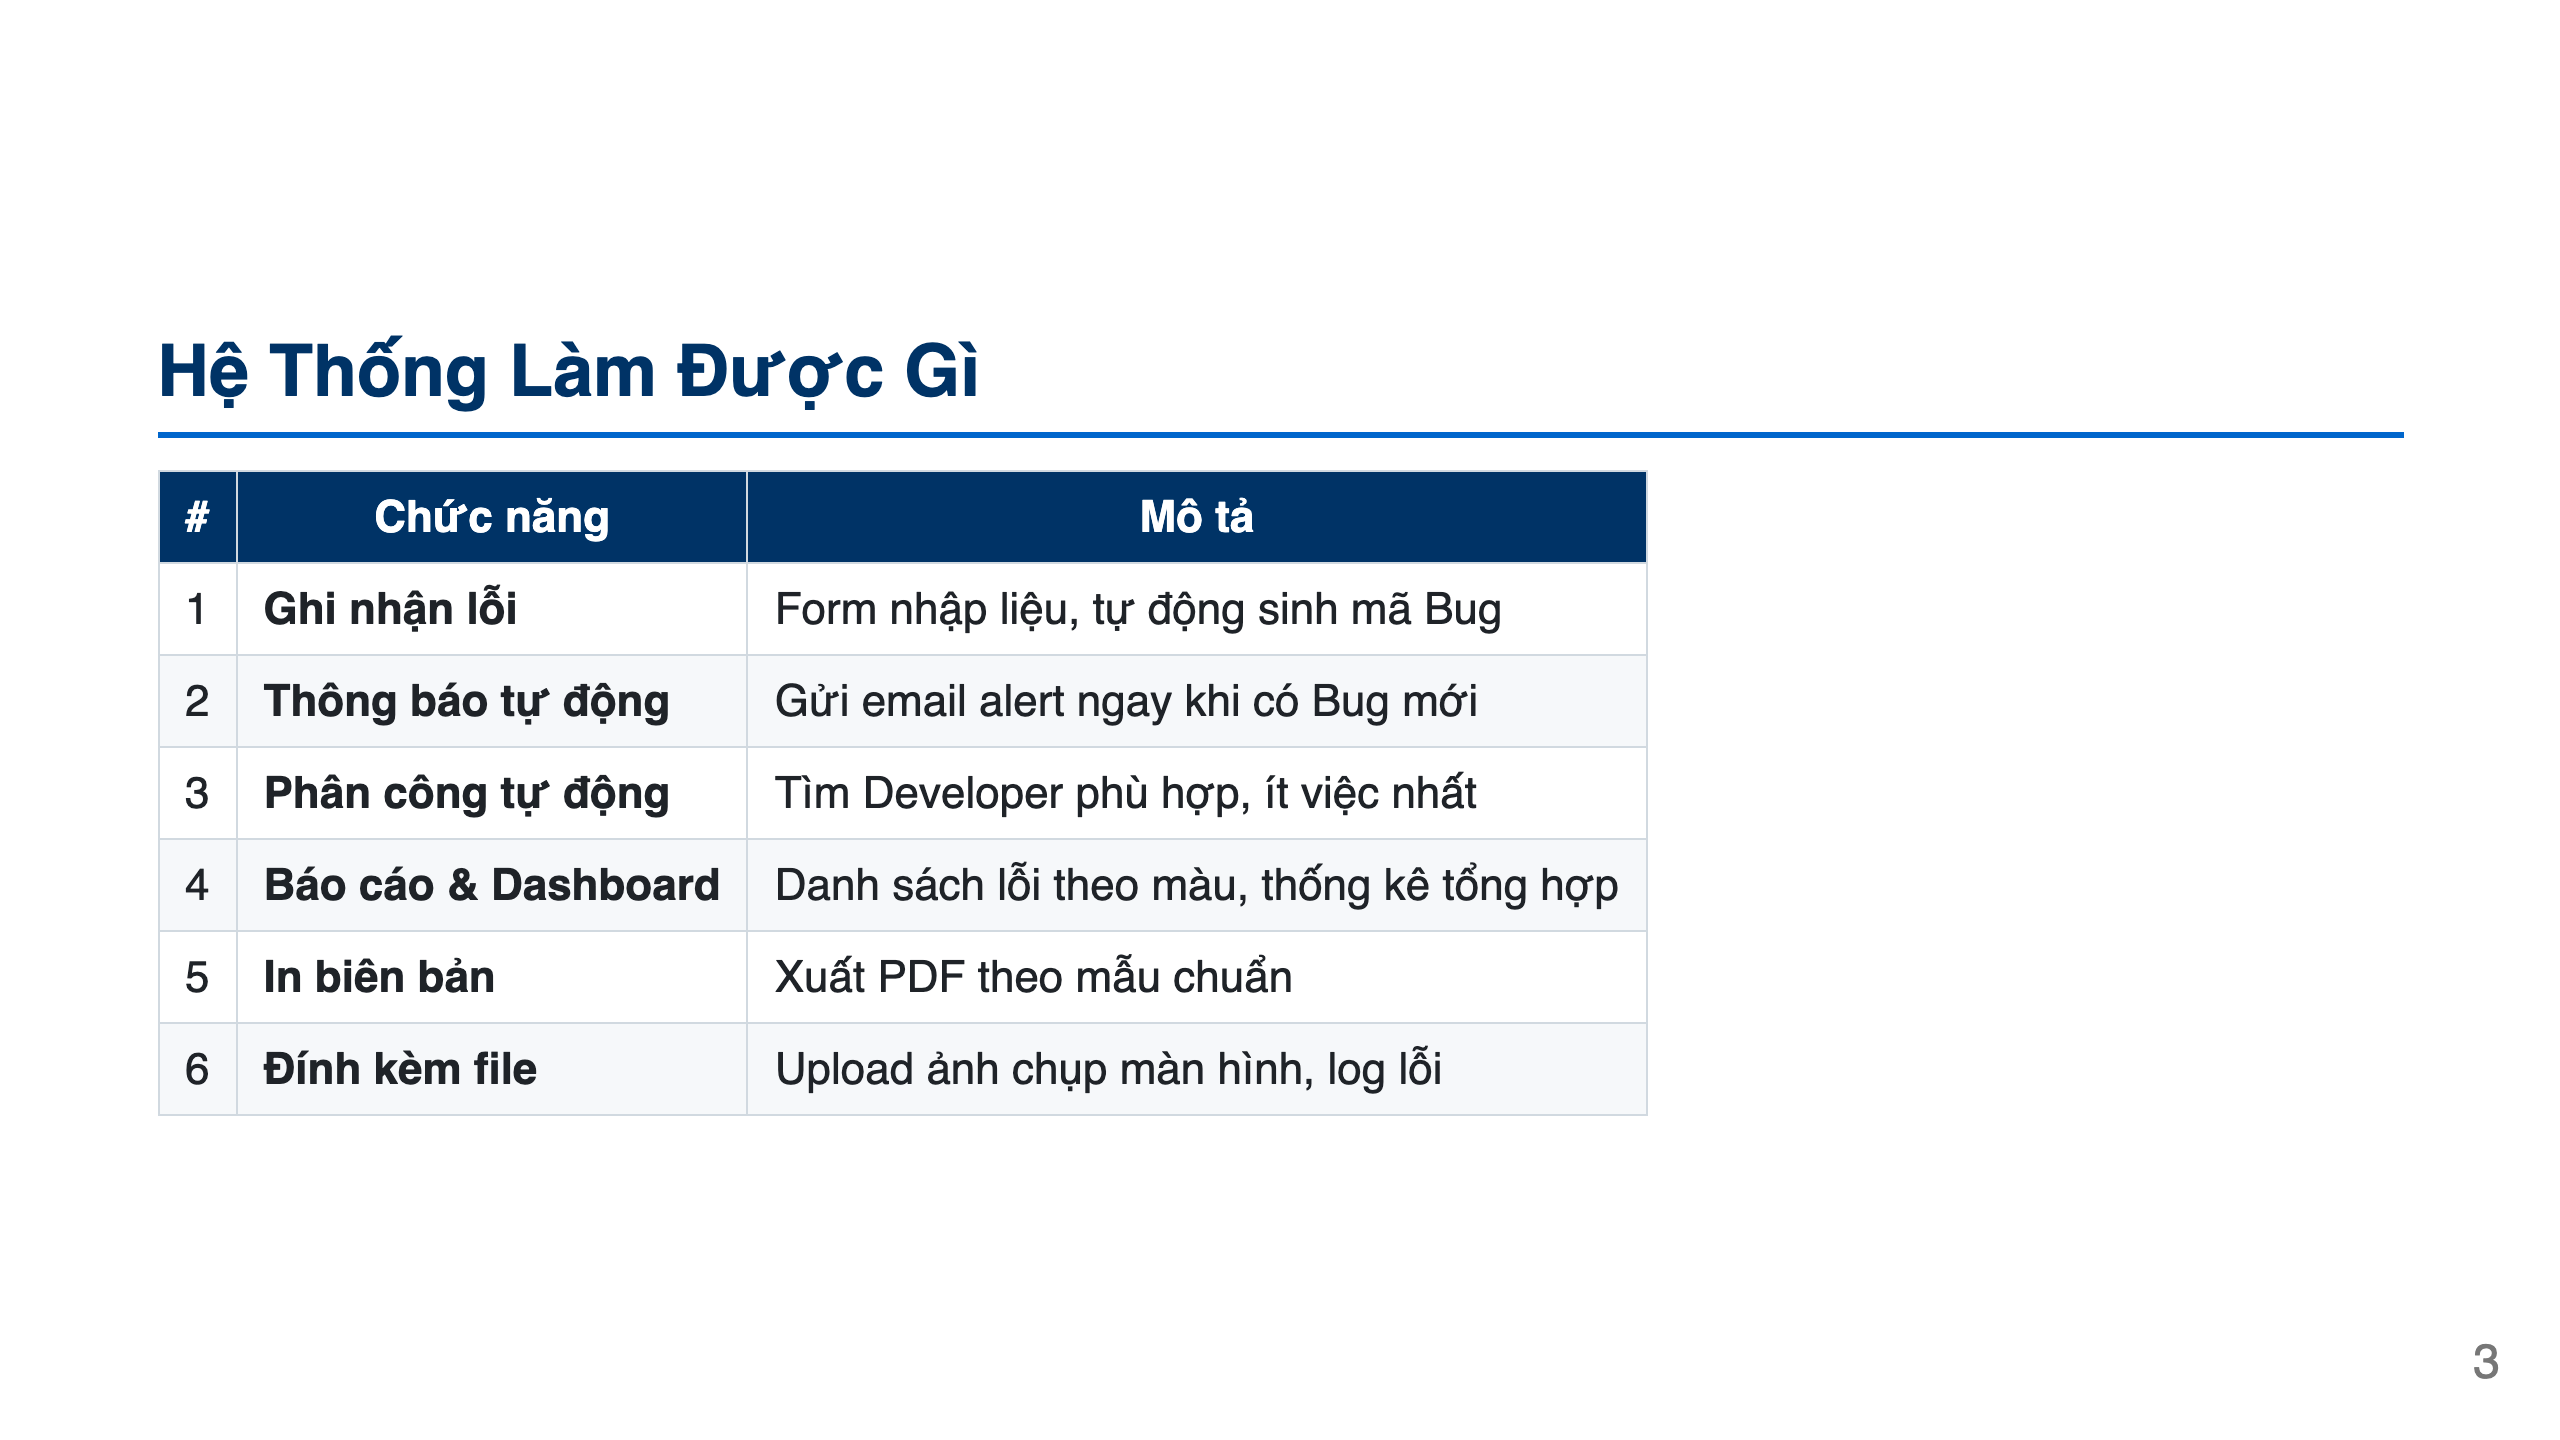 Hệ Thống Làm Được Gì
# Chức năng Mô tả
1 Ghi nhận lỗi Form nhập liệu, tự động sinh mã Bug
2 Thông báo tự động Gửi email alert ngay khi có Bug mới
3 Phân công tự động Tìm Developer phù hợp, ít việc nhất
4 Báo cáo & Dashboard Danh sách lỗi theo màu, thống kê tổng hợp
5 In biên bản Xuất PDF theo mẫu chuẩn
6 Đính kèm file Upload ảnh chụp màn hình, log lỗi
3